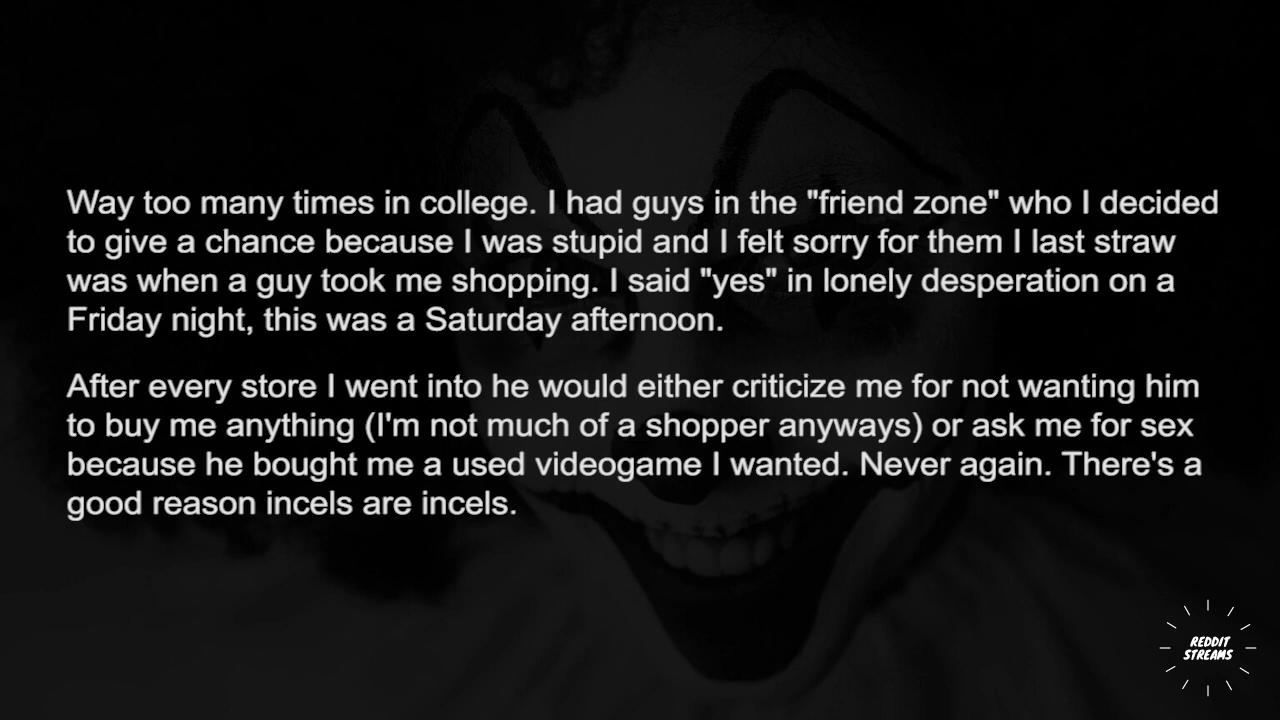 Way too many times in college. I had guys in the "friend zone" who I decided
to give a chance because I was stupid and I felt sorry for them I last straw
was when a guy took me shopping. I said "yes" in lonely desperation on a
Friday night, this was a Saturday afternoon.
After every store I went into he would either criticize me for not wanting him
to buy me anything (I'm not much of a shopper anyways) or ask me for sex
because he bought me a used videogame I wanted. Never again. There's a
good reason incels are incels.
REDDIT
STREAMS